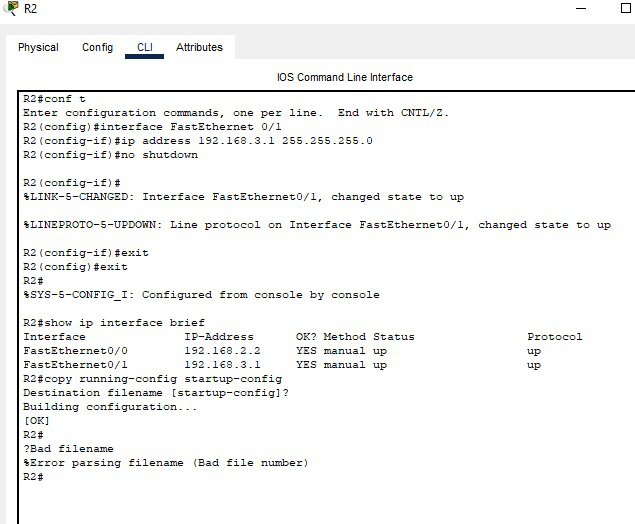 R2
Physical Config CLI Attributes
IOS Command Line Interface
R2#conf t
Enter configuration commands, one per line.  End with CNTL/Z.
R2(config)#interface FastEthernet 0/1
R2(config-if)#ip address 192.168.3.1 255.255.255.0
R2(config-if)#no shutdown
R2(config-if)#
%LINK-5-CHANGED: Interface FastEthernet0/1, changed state to up
%LINEPROTO-5-UPDOWN: Line protocol on Interface FastEthernet0/1, changed state to up
R2(config-if)#exit
R2(config)#exit
R2#
%SYS-5-CONFIG_I: Configured from console by console
R2#show ip interface brief
Interface              IP-Address      OK? Method Status                Protocol
FastEthernet0/0        192.168.2.2     YES manual up                    up
FastEthernet0/1        192.168.3.1     YES manual up                    up
R2#copy running-config startup-config
Destination filename [startup-config]?
Building configuration...
[OK]
R2#
?Bad filename
%Error parsing filename (Bad file number)
R2#